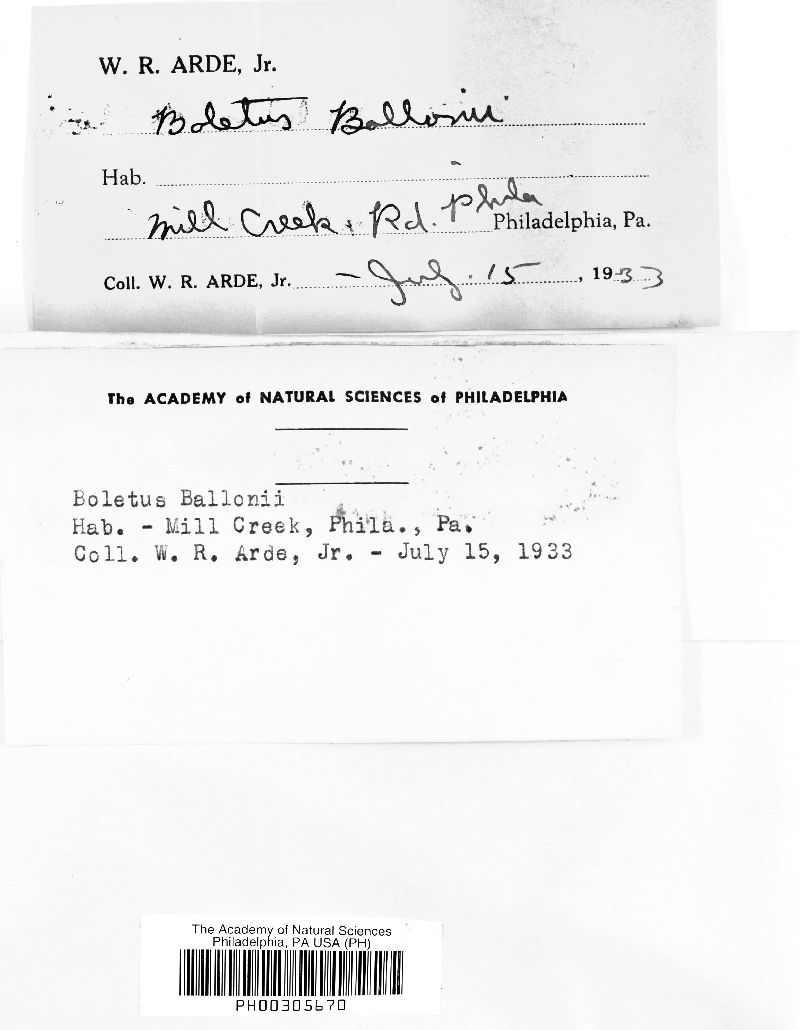 W. R. ARDE, Jr.
Boletus Ballonii
Hab.
Mill Creek, Rd. Phila Philadelphia, Pa.
Coll. W. R. ARDE, Jr. - July. 15, 1933
The ACADEMY of NATURAL SCIENCES of PHILADELPHIA
Boletus Ballonii
Hab. - Mill Creek, Phila., Pa.
Coll. W. R. Arde, Jr. - July 15, 1933
The Academy of Natural Sciences
Philadelphia, PA USA (PH)
PH00305670